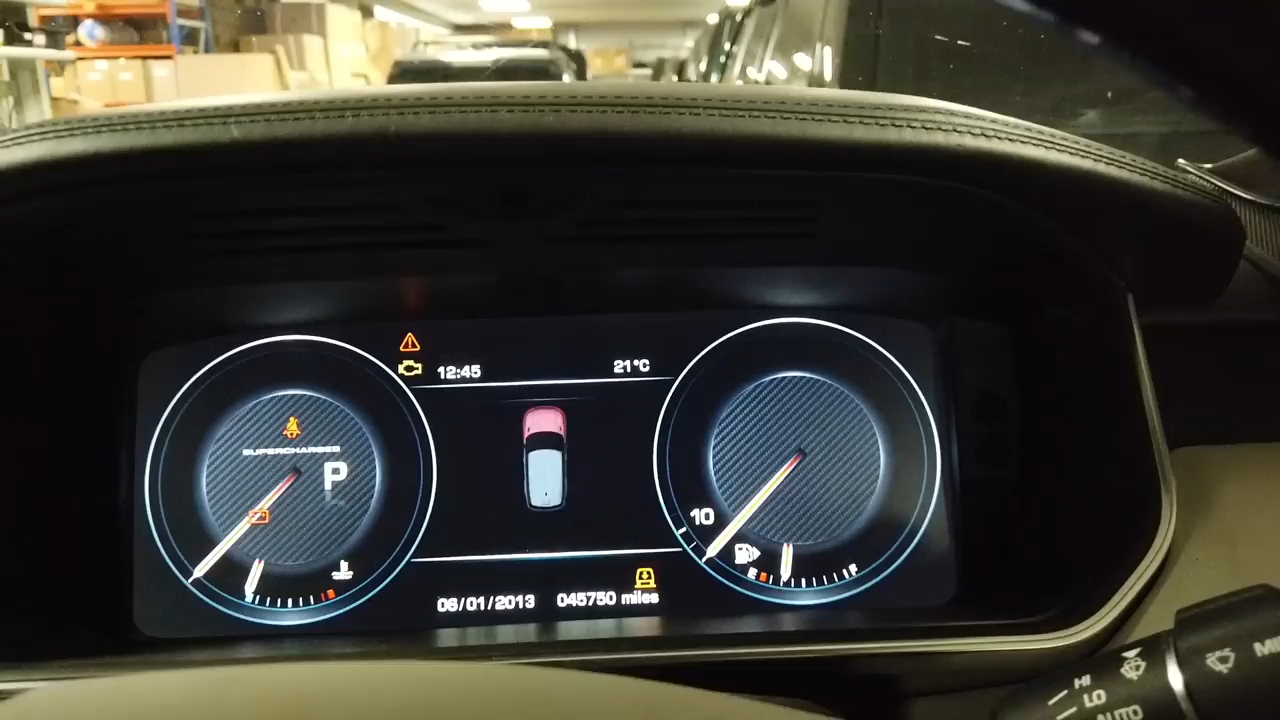 12:45
21°C
SUPERCHARGED
P
10
E
F
06/01/2013
045750 miles
HI
LO
AUTO